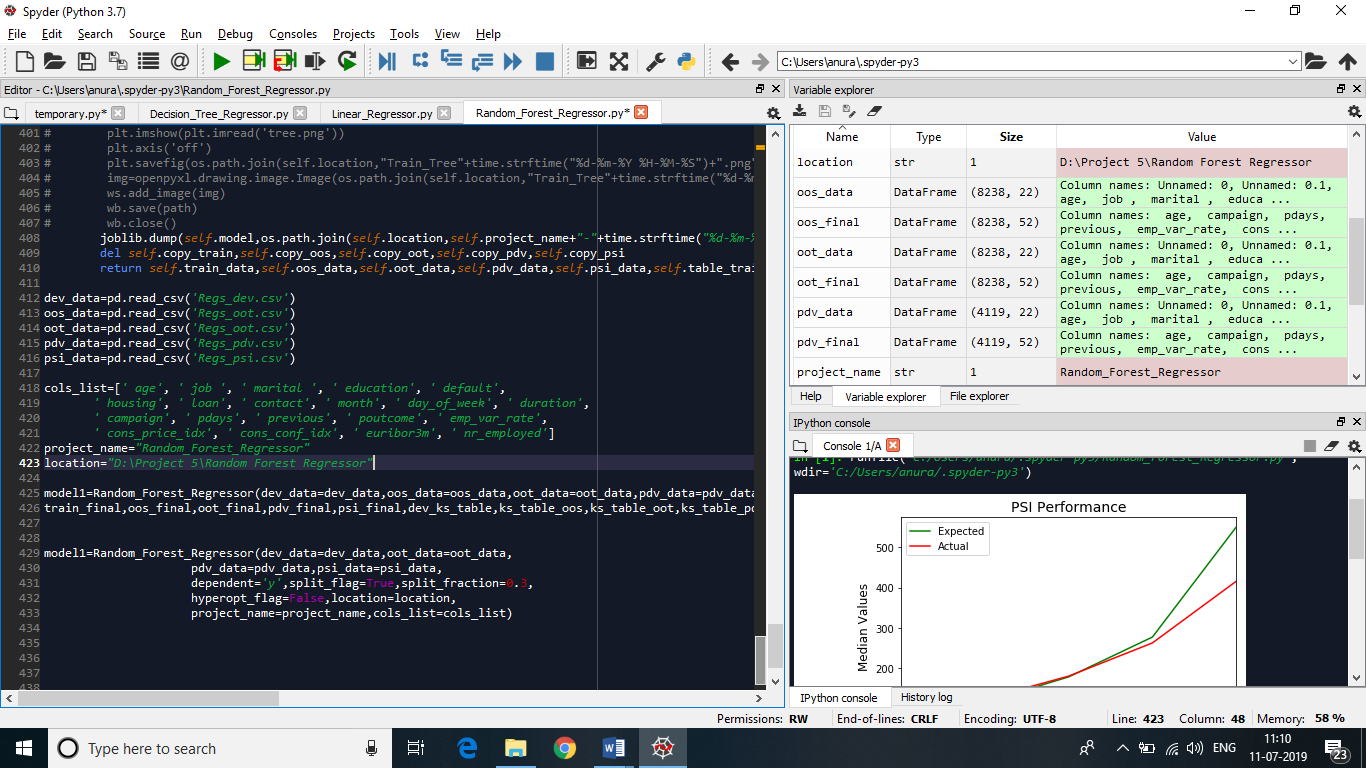 Spyder (Python 3.7)
File Edit Search Source Run Debug Consoles Projects Tools View Help
C:\Users\anura\.spyder-py3
Editor - C:\Users\anura\.spyder-py3\Random_Forest_Regressor.py
temporary.py* Decision_Tree_Regressor.py Linear_Regressor.py Random_Forest_Regressor.py*
401 # plt.imshow(plt.imread('tree.png'))
402 # plt.axis('off')
403 # plt.savefig(os.path.join(self.location,"Train_Tree"+time.strftime("%d-%m-%Y %H-%M-%S")+".png"
404 # img=openpyxl.drawing.image.Image(os.path.join(self.location,"Train_Tree"+time.strftime("%d-%m
405 # ws.add_image(img)
406 # wb.save(path)
407 # wb.close()
408 joblib.dump(self.model,os.path.join(self.location,self.project_name+"-"+time.strftime("%d-%m-%
409 del self.copy_train,self.copy_oos,self.copy_oot,self.copy_pdv,self.copy_psi
410 return self.train_data,self.oos_data,self.oot_data,self.pdv_data,self.psi_data,self.table_trai
411
412 dev_data=pd.read_csv('Regs_dev.csv')
413 oos_data=pd.read_csv('Regs_oot.csv')
414 oot_data=pd.read_csv('Regs_oot.csv')
415 pdv_data=pd.read_csv('Regs_pdv.csv')
416 psi_data=pd.read_csv('Regs_psi.csv')
417
418 cols_list=[' age', ' job ', ' marital ', ' education', ' default',
419 ' housing', ' loan', ' contact', ' month', ' day_of_week', ' duration',
420 ' campaign', ' pdays', ' previous', ' poutcome', ' emp_var_rate',
421 ' cons_price_idx', ' cons_conf_idx', ' euribor3m', ' nr_employed']
422 project_name="Random_Forest_Regressor"
423 location="D:\Project 5\Random Forest Regressor"
424
425 model1=Random_Forest_Regressor(dev_data=dev_data,oos_data=oos_data,oot_data=oot_data,pdv_data=pdv_data
426 train_final,oos_final,oot_final,pdv_final,psi_final,dev_ks_table,ks_table_oos,ks_table_oot,ks_table_pd
427
428
429 model1=Random_Forest_Regressor(dev_data=dev_data,oot_data=oot_data,
430 pdv_data=pdv_data,psi_data=psi_data,
431 dependent='y',split_flag=True,split_fraction=0.3,
432 hyperopt_flag=False,location=location,
433 project_name=project_name,cols_list=cols_list)
434
435
436
437
438
Variable explorer
Name Type Size Value
location str 1 D:\Project 5\Random Forest Regressor
oos_data DataFrame (8238, 22) Column names: Unnamed: 0, Unnamed: 0.1,
age, job , marital , educa ...
oos_final DataFrame (8238, 52) Column names: age, campaign, pdays,
previous, emp_var_rate, cons ...
oot_data DataFrame (8238, 22) Column names: Unnamed: 0, Unnamed: 0.1,
age, job , marital , educa ...
oot_final DataFrame (8238, 52) Column names: age, campaign, pdays,
previous, emp_var_rate, cons ...
pdv_data DataFrame (4119, 22) Column names: Unnamed: 0, Unnamed: 0.1,
age, job , marital , educa ...
pdv_final DataFrame (4119, 52) Column names: age, campaign, pdays,
previous, emp_var_rate, cons ...
project_name str 1 Random_Forest_Regressor
Help Variable explorer File explorer
IPython console
Console 1/A
In [1]: runfile('C:/Users/anura/.spyder-py3/Random_Forest_Regressor.py',
wdir='C:/Users/anura/.spyder-py3')
PSI Performance
Expected
Actual
Median Values
500
400
300
200
IPython console History log
Permissions: RW End-of-lines: CRLF Encoding: UTF-8 Line: 423 Column: 48 Memory: 58 %
Type here to search
ENG
11:10
11-07-2019
23